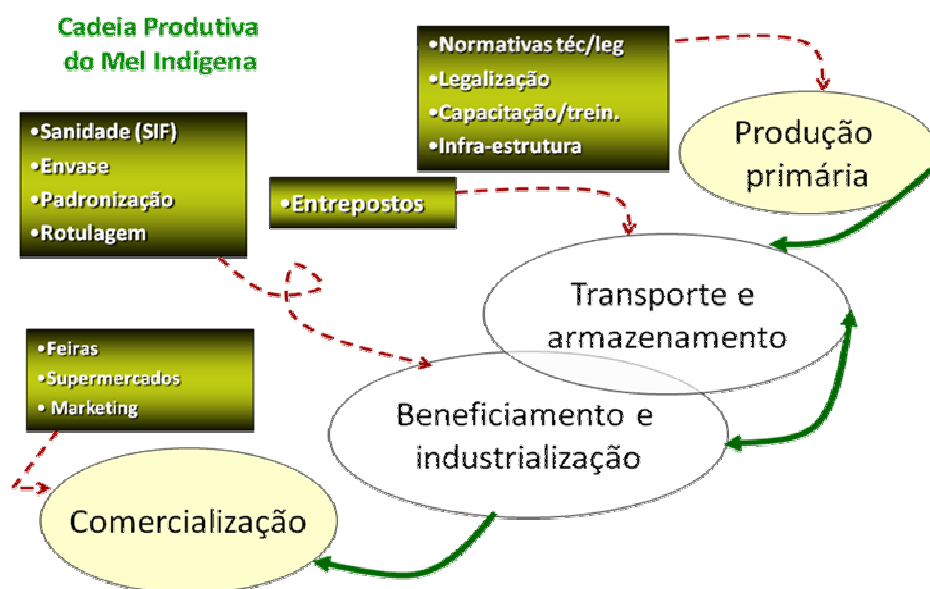 Cadeia Produtiva
do Mel Indígena
•Normativas téc/leg
•Legalização
•Capacitação/trein.
•Infra-estrutura
Produção
primária
•Sanidade (SIF)
•Envase
•Padronização
•Rotulagem
•Entrepostos
Transporte e
armazenamento
•Feiras
•Supermercados
• Marketing
Beneficiamento e
industrialização
Comercialização